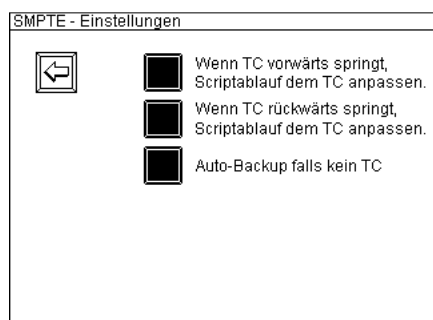 SMPTE - Einstellungen
Wenn TC vorwärts springt,
Scriptablauf dem TC anpassen.
Wenn TC rückwärts springt,
Scriptablauf dem TC anpassen.
Auto-Backup falls kein TC